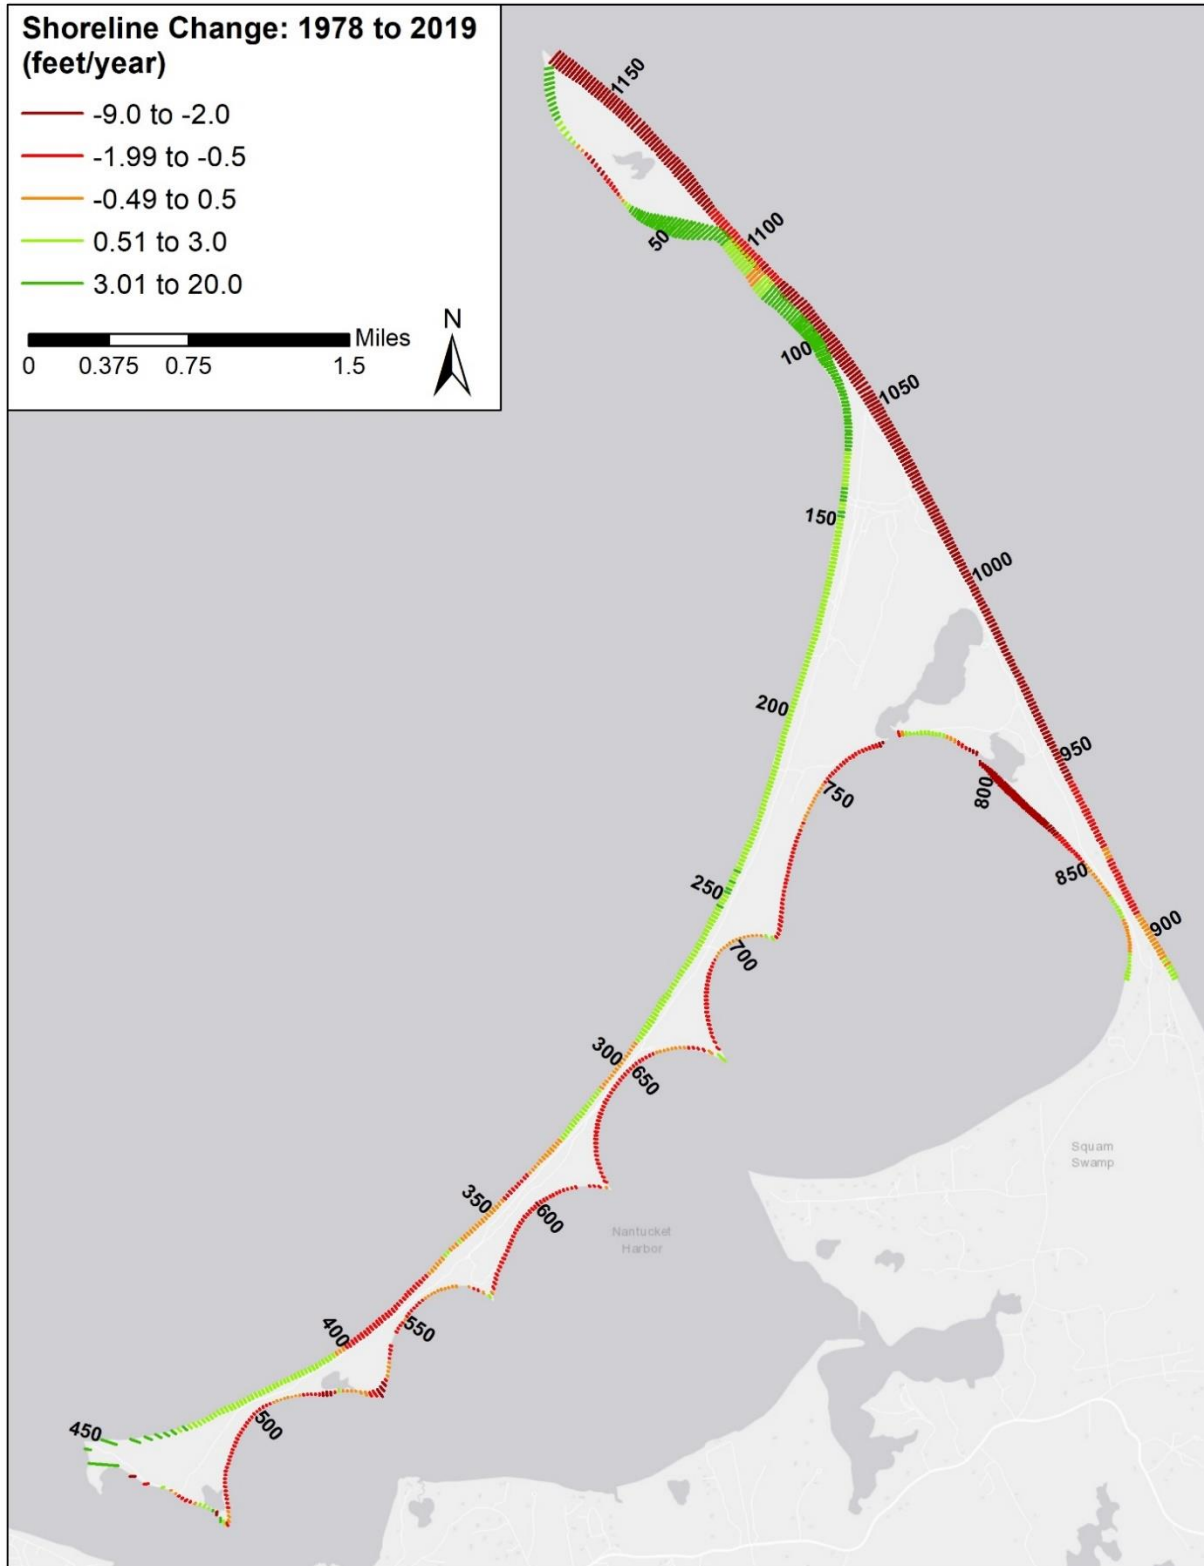 Shoreline Change: 1978 to 2019
(feet/year)
-9.0 to -2.0
-1.99 to -0.5
-0.49 to 0.5
0.51 to 3.0
3.01 to 20.0
Miles
0 0.375 0.75 1.5
N
1150
50
1100
100
1050
150
1000
200
950
750
800
850
250
900
700
300
650
Squam
Swamp
350
600
Nantucket
Harbor
400
550
450
500